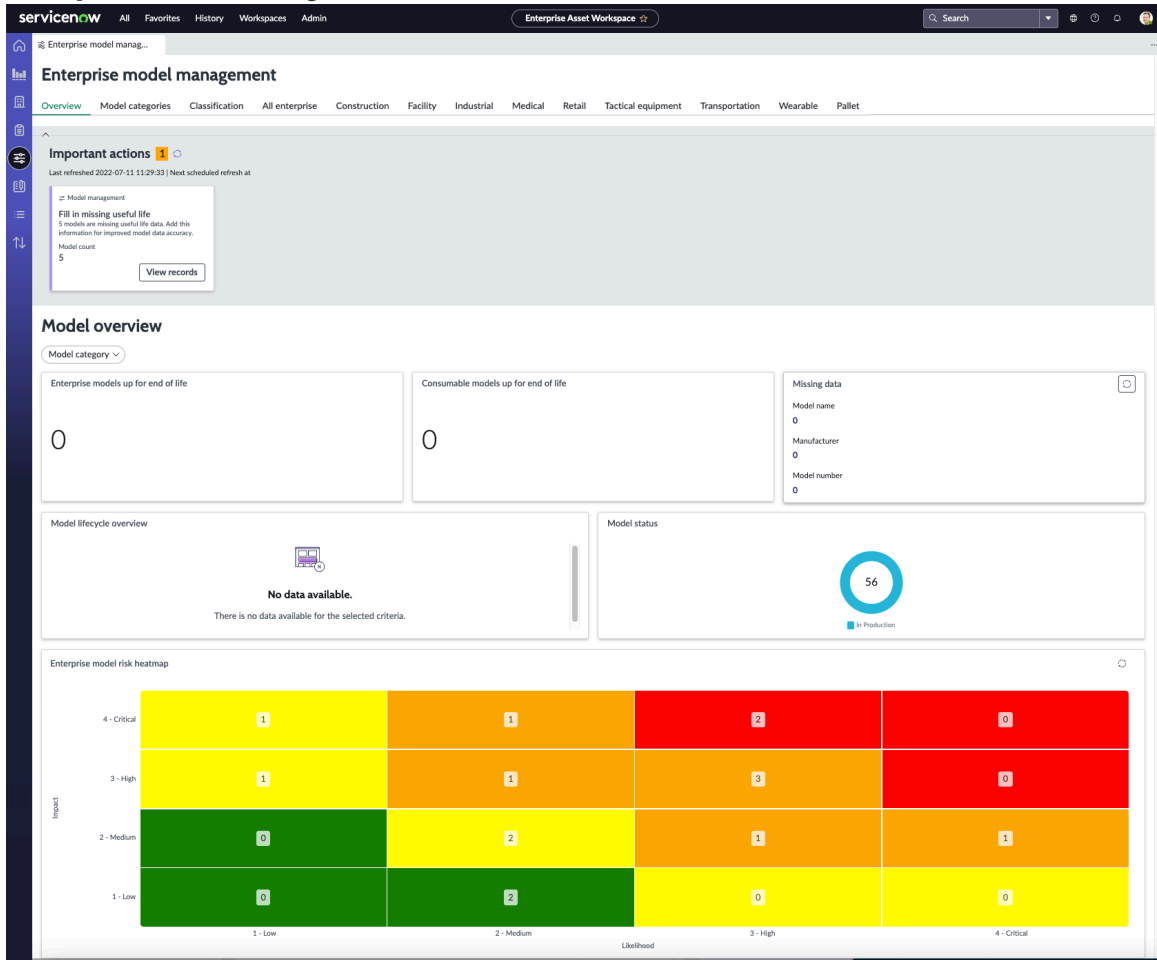 servicenow All Favorites History Workspaces Admin Enterprise Asset Workspace Search
Enterprise model manag...
Enterprise model management
Overview Model categories Classification All enterprise Construction Facility Industrial Medical Retail Tactical equipment Transportation Wearable Pallet
Important actions 1
Last refreshed 2022-07-11 11:29:33 | Next scheduled refresh at
Model management
Fill in missing useful life
5 models are missing useful life data. Add this
information for improved model data accuracy.
Model count
5
View records
Model overview
Model category
Enterprise models up for end of life
0
Consumable models up for end of life
0
Missing data
Model name
0
Manufacturer
0
Model number
0
Model lifecycle overview
No data available.
There is no data available for the selected criteria.
Model status
56
In Production
Enterprise model risk heatmap
Impact
4 - Critical 1 1 2 0
3 - High 1 1 3 0
2 - Medium 0 2 1 1
1 - Low 0 2 0 0
1 - Low 2 - Medium 3 - High 4 - Critical
Likelihood